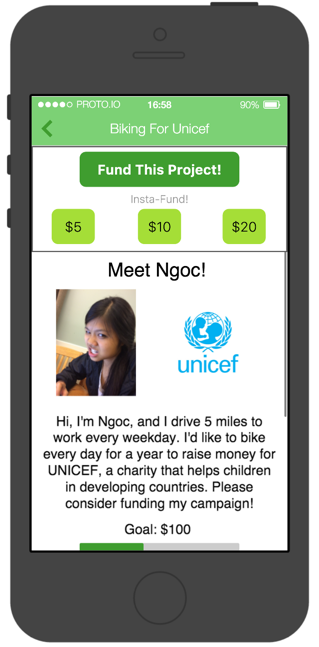 PROTO.IO 16:58 90%
Biking For Unicef
Fund This Project!
Insta-Fund!
$5 $10 $20
Meet Ngoc!
unicef
Hi, I'm Ngoc, and I drive 5 miles to
work every weekday. I'd like to bike
every day for a year to raise money for
UNICEF, a charity that helps children
in developing countries. Please
consider funding my campaign!
Goal: $100